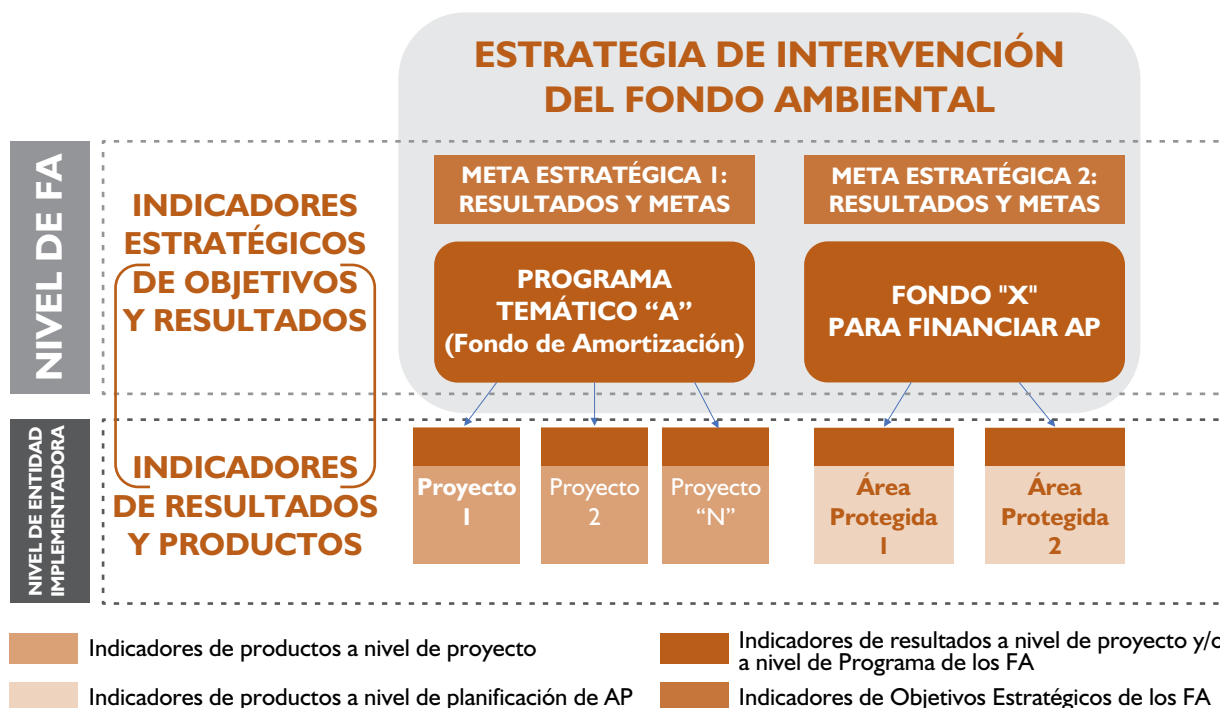 ESTRATEGIA DE INTERVENCIÓN
DEL FONDO AMBIENTAL
NIVEL DE FA
INDICADORES
ESTRATÉGICOS
DE OBJETIVOS
Y RESULTADOS
META ESTRATÉGICA 1:
RESULTADOS Y METAS
META ESTRATÉGICA 2:
RESULTADOS Y METAS
PROGRAMA
TEMÁTICO “A”
(Fondo de Amortización)
FONDO "X"
PARA FINANCIAR AP
NIVEL DE ENTIDAD
IMPLEMENTADORA
INDICADORES
DE RESULTADOS
Y PRODUCTOS
Proyecto
1
Proyecto
2
Proyecto
“N”
Área
Protegida
1
Área
Protegida
2
Indicadores de productos a nivel de proyecto
Indicadores de productos a nivel de planificación de AP
Indicadores de resultados a nivel de proyecto y/o
a nivel de Programa de los FA
Indicadores de Objetivos Estratégicos de los FA